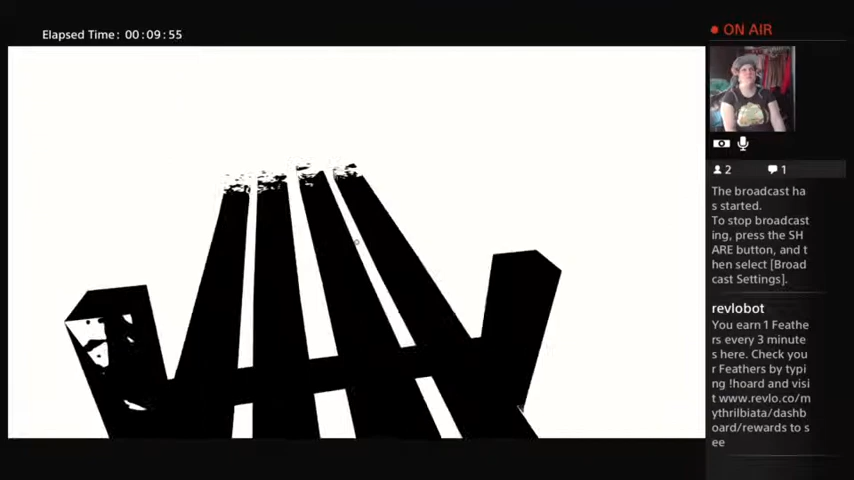 Elapsed Time: 00:09:55
ON AIR
2
1
The broadcast ha
s started.
To stop broadcast
ing, press the SH
ARE button, and t
hen select [Broad
cast Settings].
revlobot
You earn 1 Feathe
rs every 3 minute
s here. Check you
r Feathers by typi
ng !hoard and visi
t www.revlo.co/m
ythrilbiata/dashb
oard/rewards to s
ee